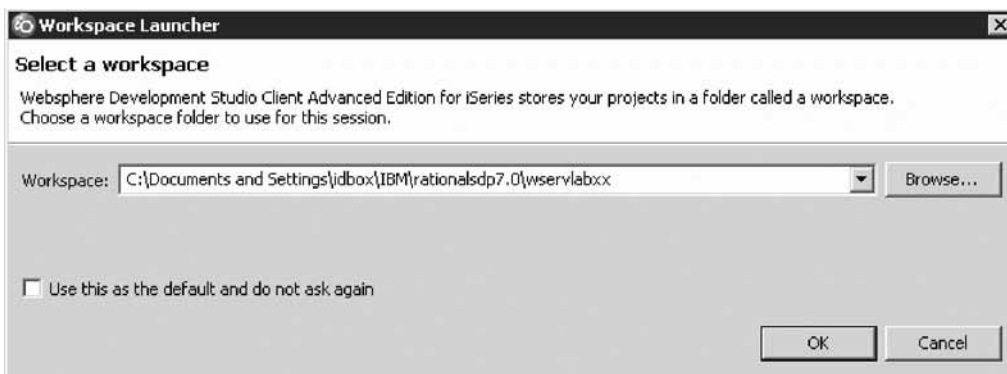 Workspace Launcher
Select a workspace
Websphere Development Studio Client Advanced Edition for iSeries stores your projects in a folder called a workspace.
Choose a workspace folder to use for this session.
Workspace: C:\Documents and Settings\idbox\IBM\rationalsdp7.0\wservlabxx Browse...
Use this as the default and do not ask again
OK Cancel